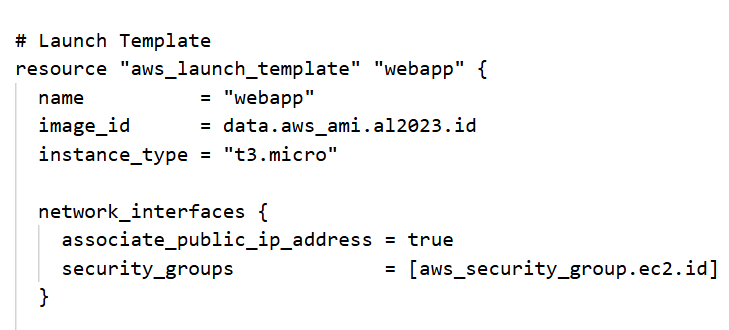 # Launch Template
resource "aws_launch_template" "webapp" {
  name          = "webapp"
  image_id      = data.aws_ami.al2023.id
  instance_type = "t3.micro"

  network_interfaces {
    associate_public_ip_address = true
    security_groups             = [aws_security_group.ec2.id]
  }